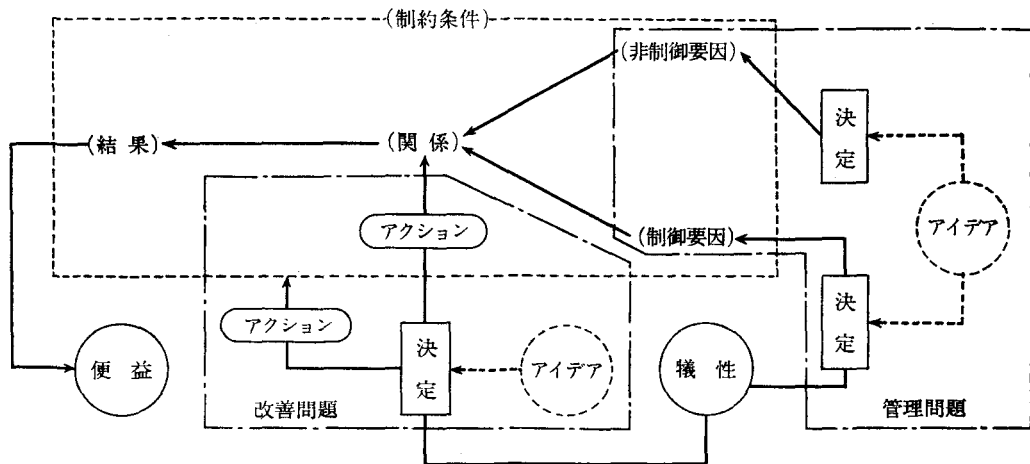 (制約条件)
(非制御要因)
決定
(結果)
(関係)
アイデア
アクション
(制御要因)
決定
アクション
便益
決定
アイデア
犠性
改善問題
管理問題